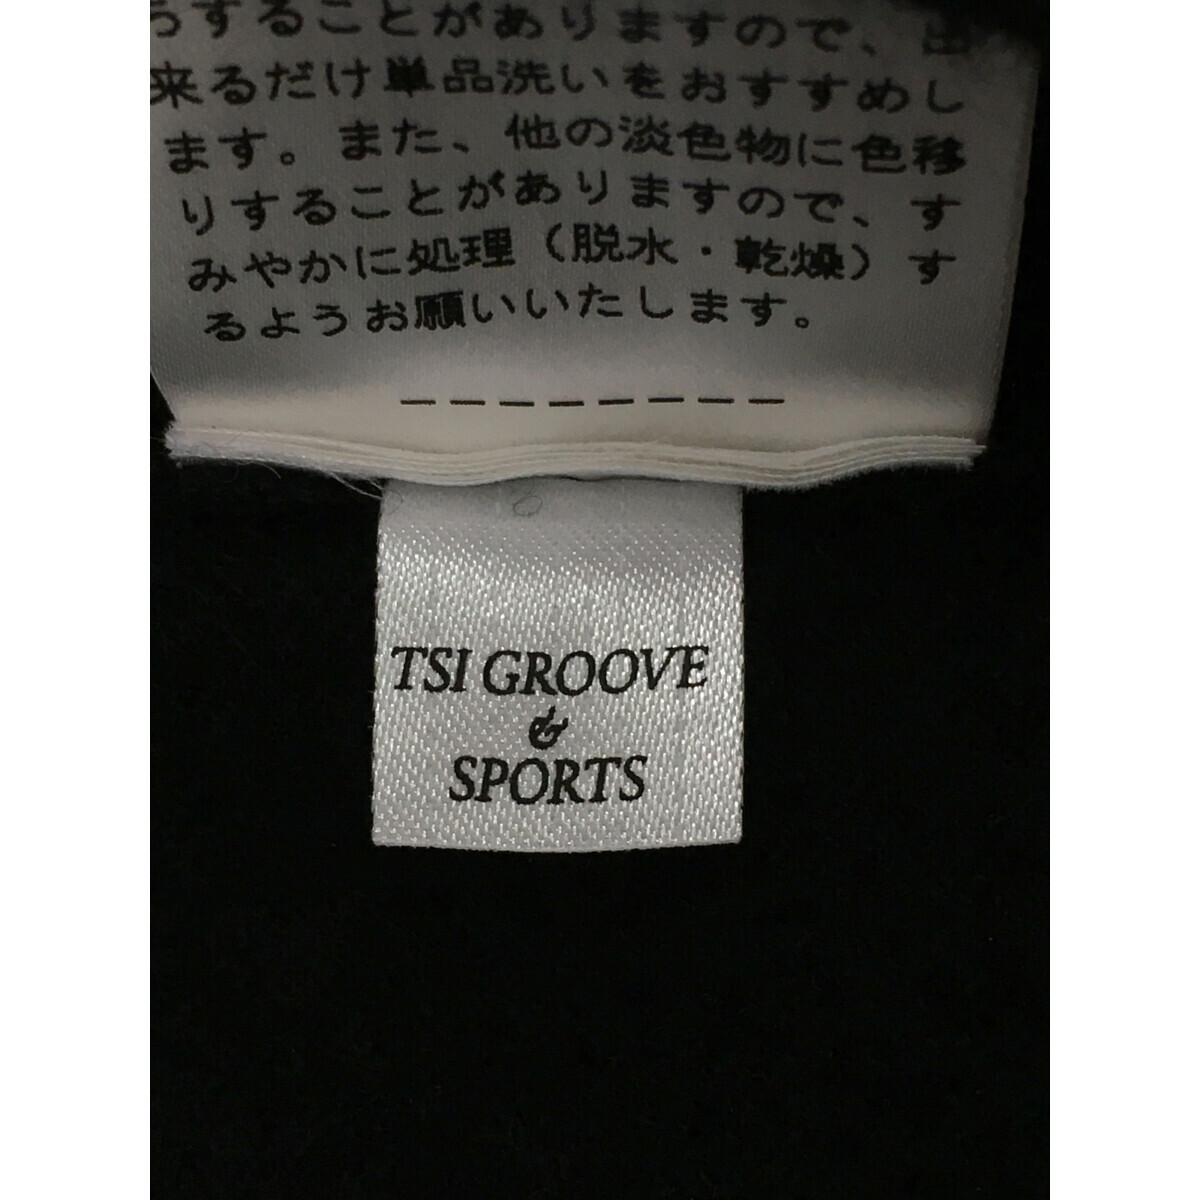 うすることがありますので、出
来るだけ単品洗いをおすすめし
ます。また、他の淡色物に色移
りすることがありますので、す
みやかに処理（脱水・乾燥）す
るようお願いいたします。
TSI GROOVE
&
SPORTS